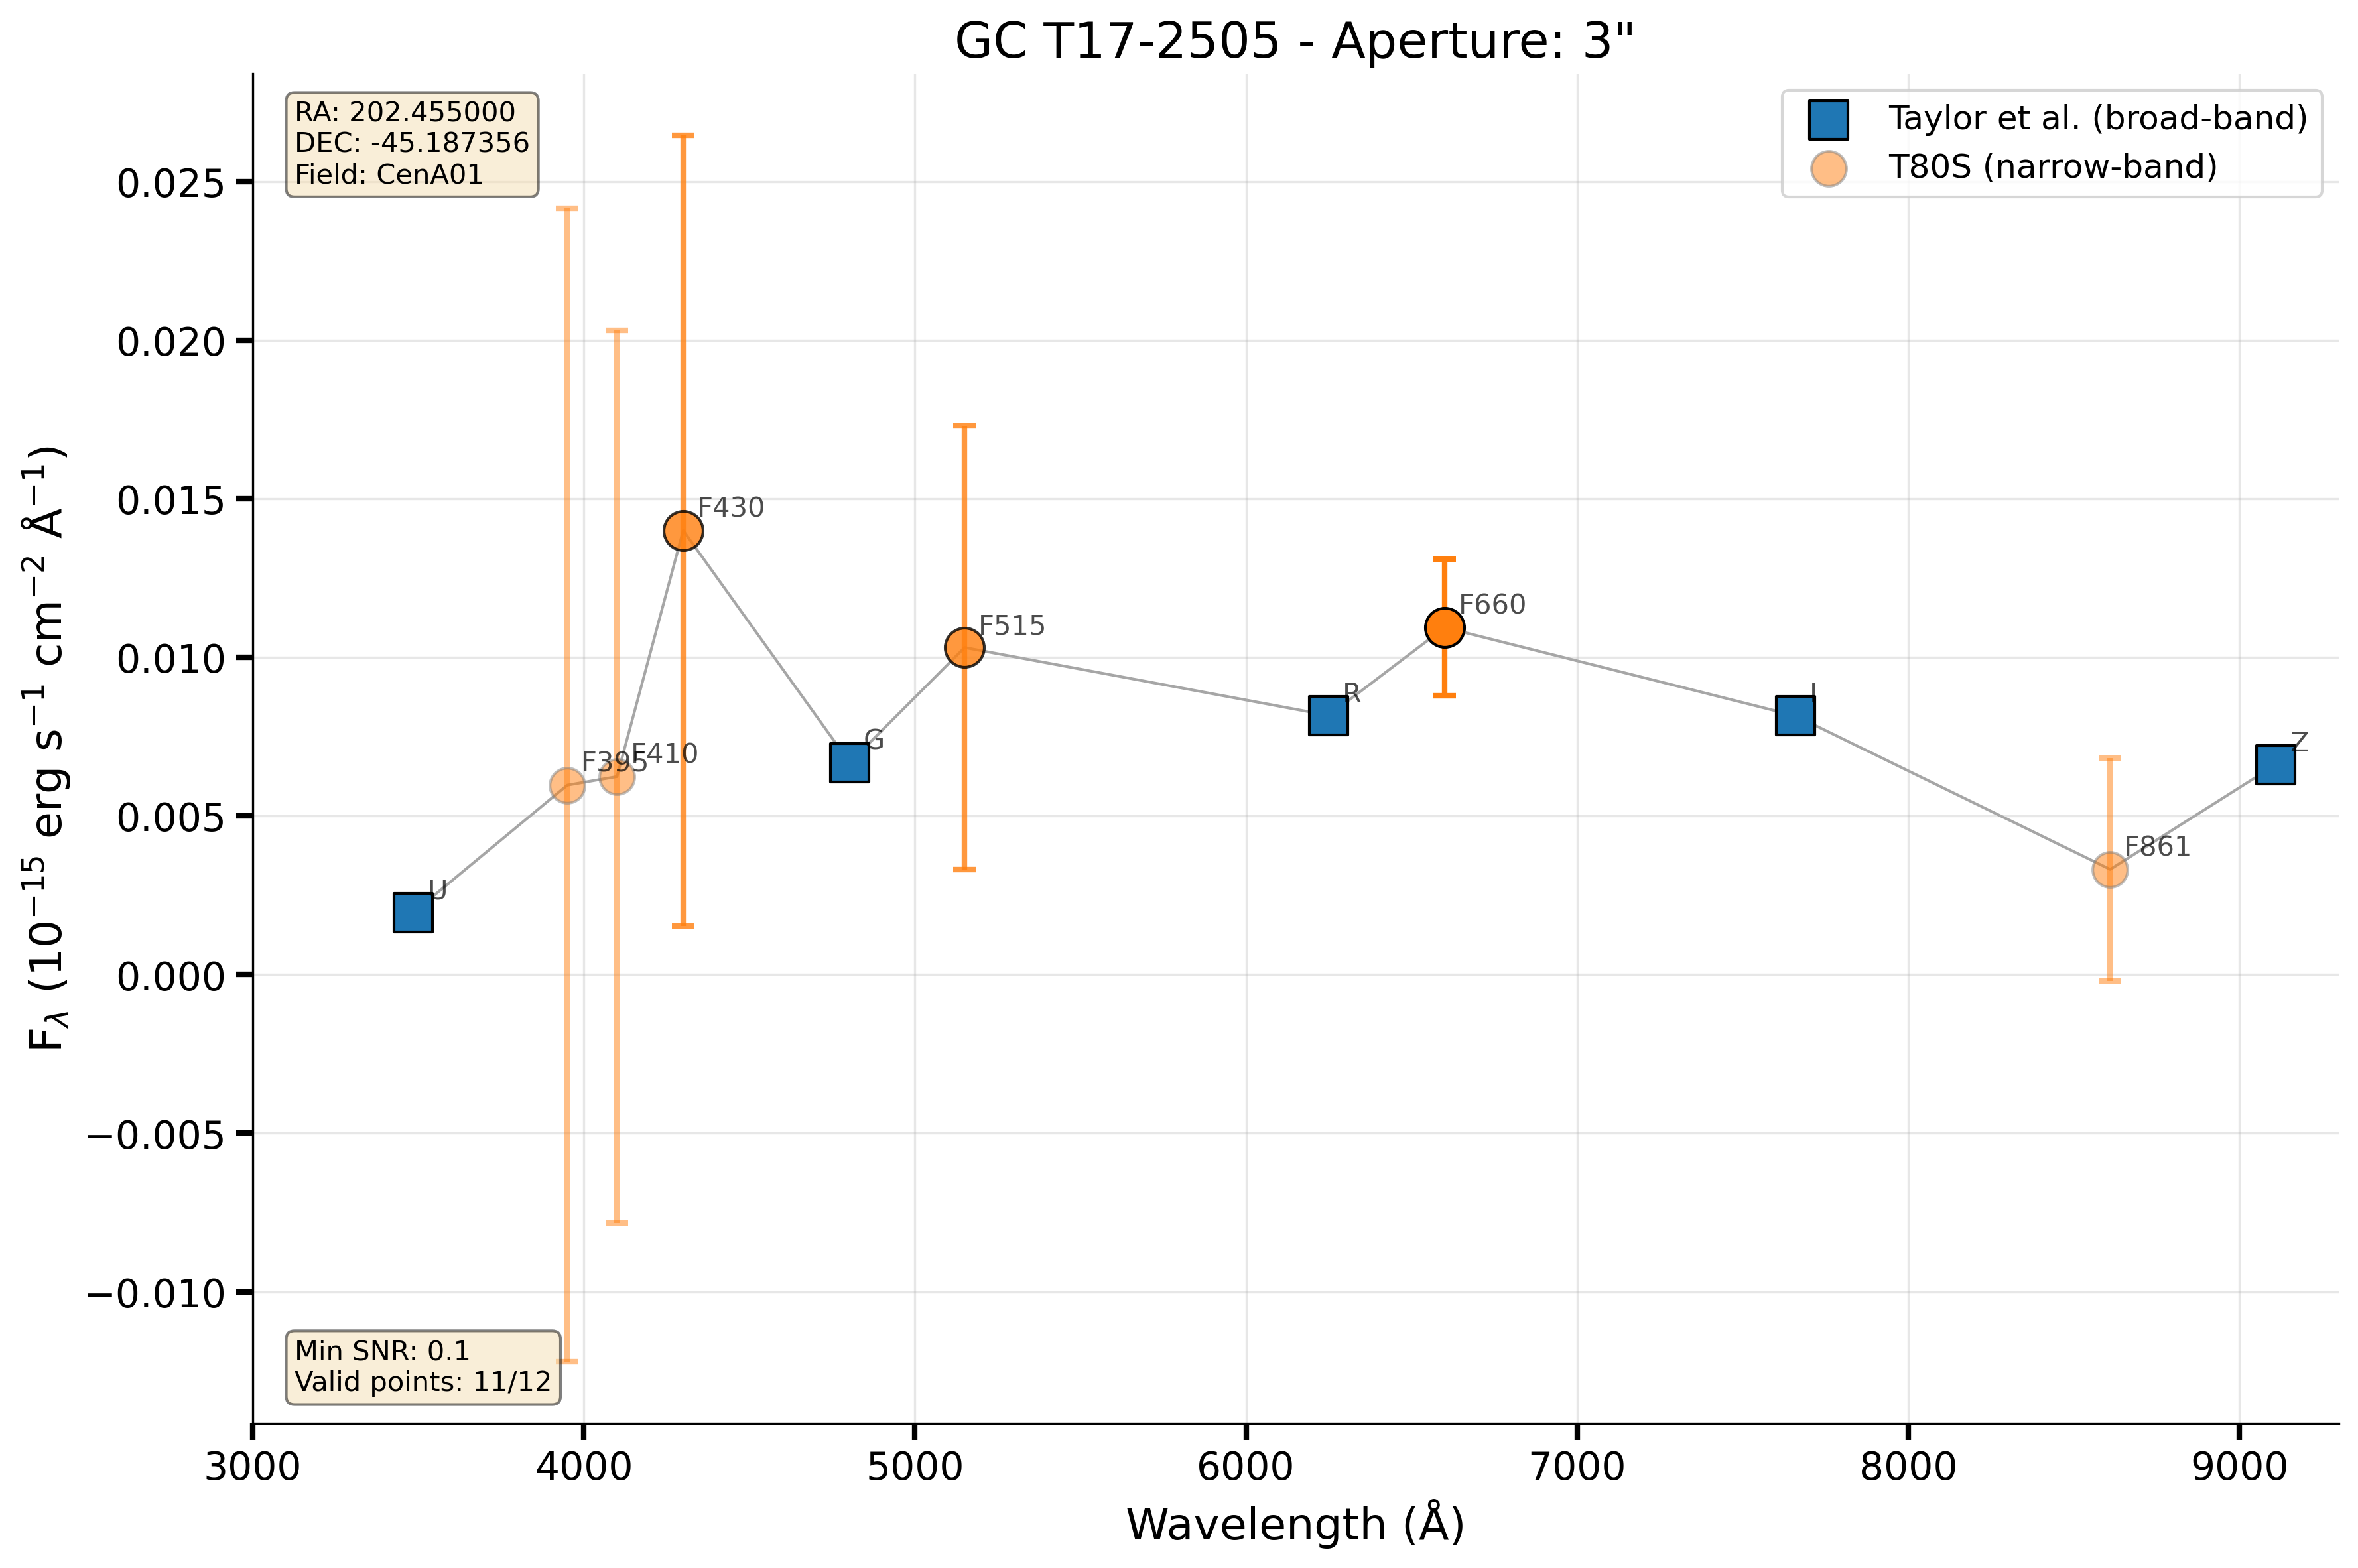 GC T17-2505 - Aperture: 3"
RA: 202.455000
DEC: -45.187356
Field: CenA01
Taylor et al. (broad-band)
T80S (narrow-band)
0.025
0.020
0.015
0.010
0.005
0.000
−0.005
−0.010
F430
F515
F660
R
I
G
Z
F395
F410
F861
U
Min SNR: 0.1
Valid points: 11/12
3000
4000
5000
6000
7000
8000
9000
Wavelength (Å)
Fλ (10⁻¹⁵ erg s⁻¹ cm⁻² Å⁻¹)